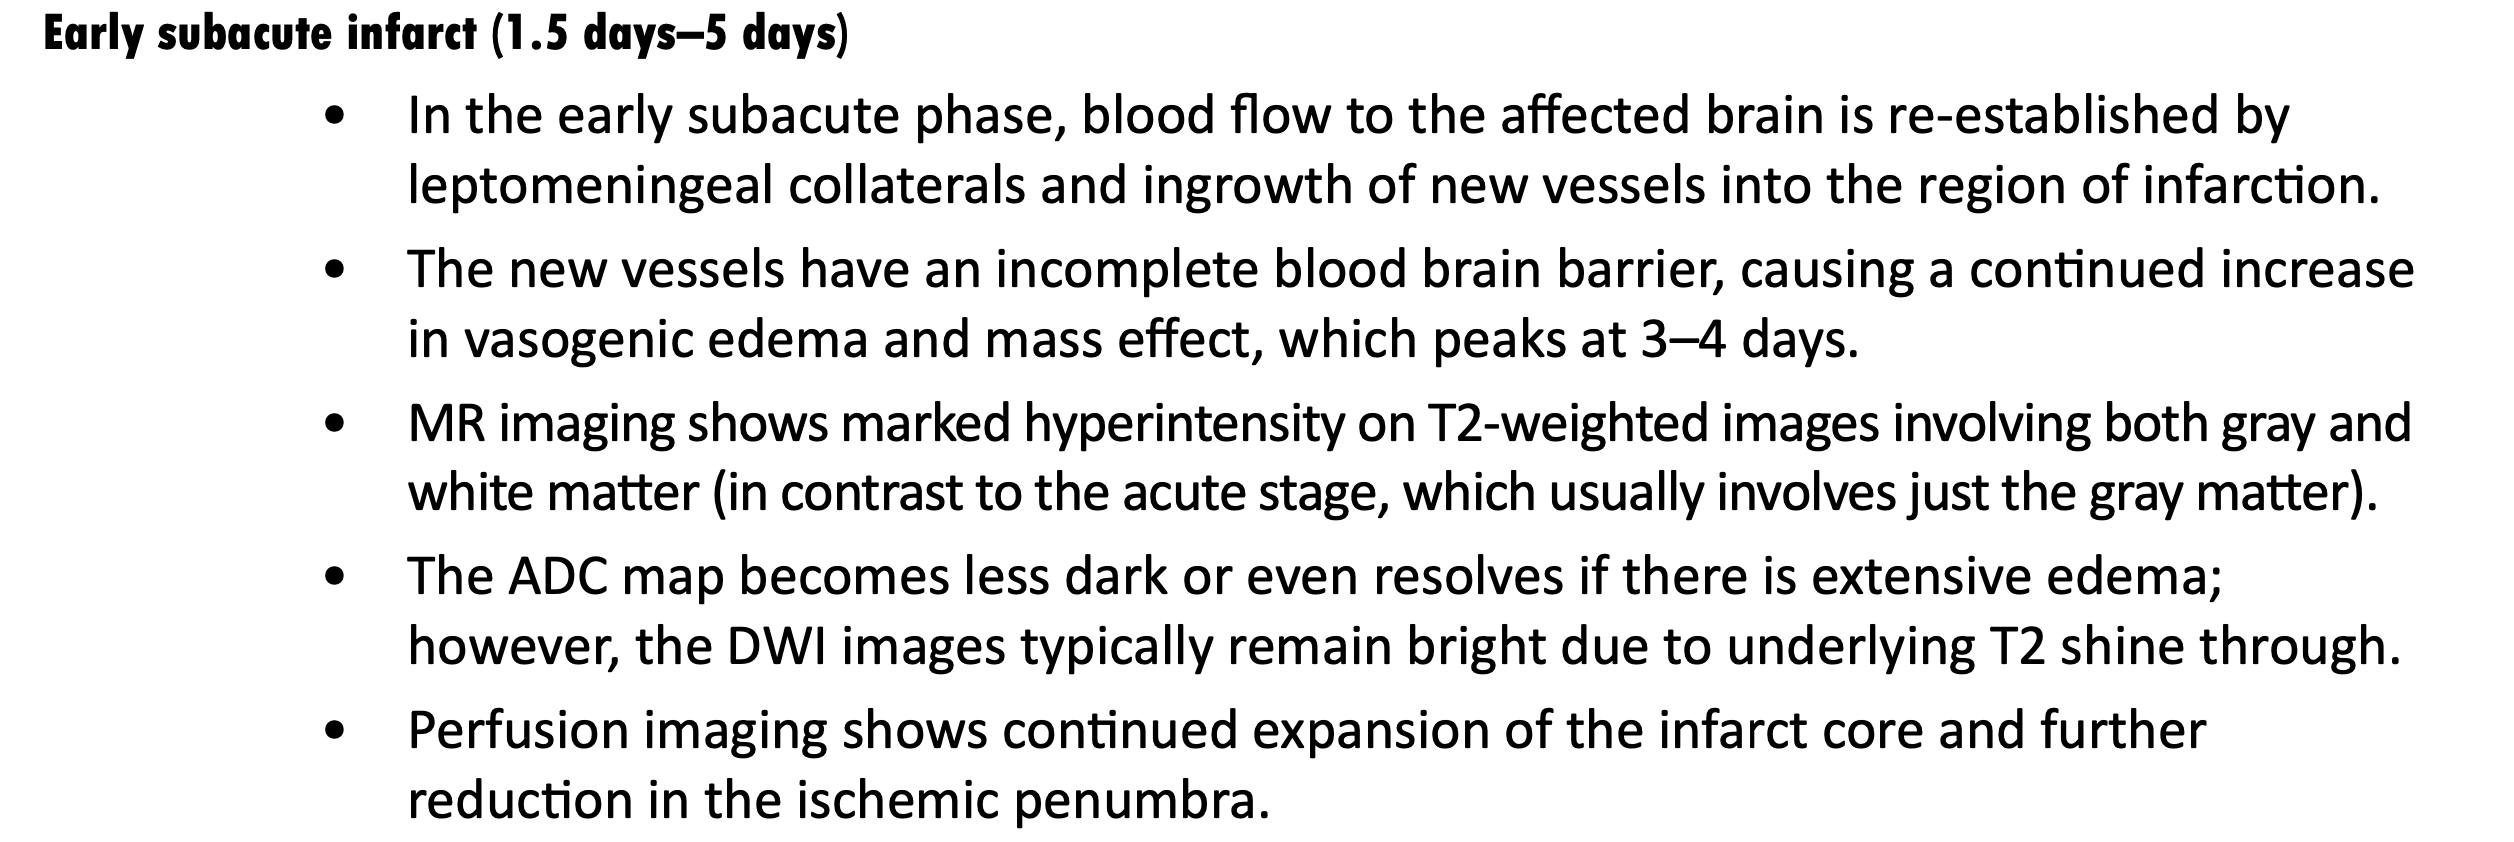 Early subacute infarct (1.5 days–5 days)
• In the early subacute phase, blood flow to the affected brain is re-established by
leptomeningeal collaterals and ingrowth of new vessels into the region of infarction.
• The new vessels have an incomplete blood brain barrier, causing a continued increase
in vasogenic edema and mass effect, which peaks at 3–4 days.
• MR imaging shows marked hyperintensity on T2-weighted images involving both gray and
white matter (in contrast to the acute stage, which usually involves just the gray matter).
• The ADC map becomes less dark or even resolves if there is extensive edema;
however, the DWI images typically remain bright due to underlying T2 shine through.
• Perfusion imaging shows continued expansion of the infarct core and further
reduction in the ischemic penumbra.